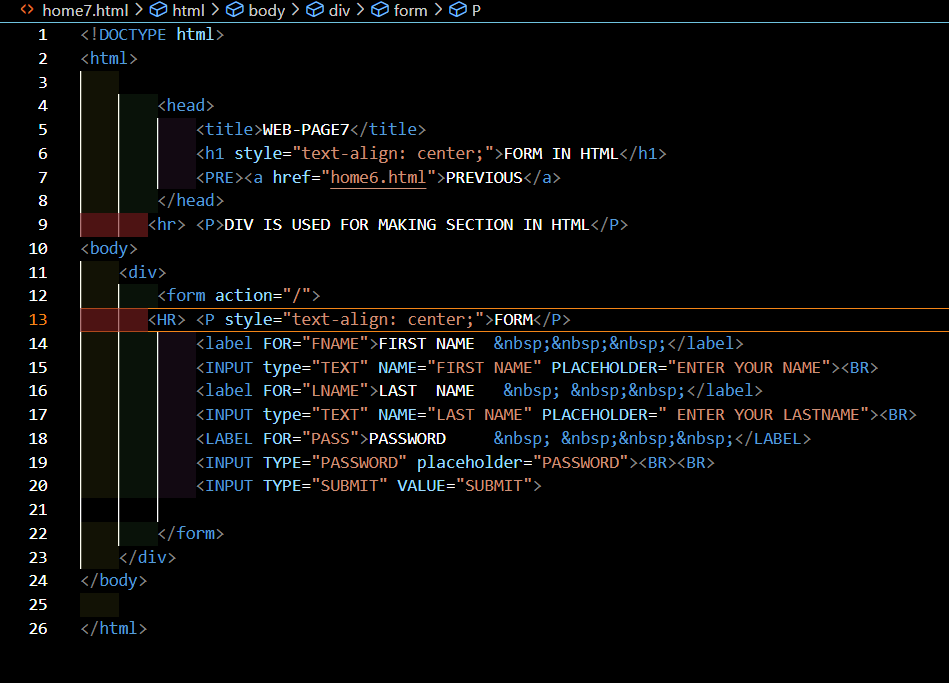 <> home7.html > html > body > div > form > P
1 <!DOCTYPE html>
2 <html>
3
4 <head>
5 <title>WEB-PAGE7</title>
6 <h1 style="text-align: center;">FORM IN HTML</h1>
7 <PRE><a href="home6.html">PREVIOUS</a>
8 </head>
9 <hr> <P>DIV IS USED FOR MAKING SECTION IN HTML</P>
10 <body>
11 <div>
12 <form action="/">
13 <HR> <P style="text-align: center;">FORM</P>
14 <label FOR="FNAME">FIRST NAME  &nbsp;&nbsp;&nbsp;</label>
15 <INPUT type="TEXT" NAME="FIRST NAME" PLACEHOLDER="ENTER YOUR NAME"><BR>
16 <label FOR="LNAME">LAST  NAME   &nbsp; &nbsp;&nbsp;</label>
17 <INPUT type="TEXT" NAME="LAST NAME" PLACEHOLDER=" ENTER YOUR LASTNAME"><BR>
18 <LABEL FOR="PASS">PASSWORD     &nbsp; &nbsp;&nbsp;&nbsp;</LABEL>
19 <INPUT TYPE="PASSWORD" placeholder="PASSWORD"><BR><BR>
20 <INPUT TYPE="SUBMIT" VALUE="SUBMIT">
21
22 </form>
23 </div>
24 </body>
25
26 </html>